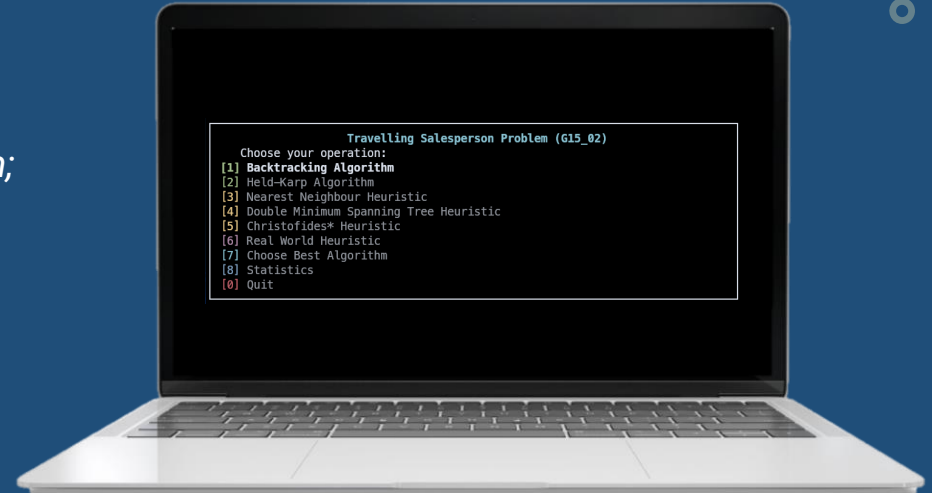 Travelling Salesperson Problem (G15_02)
Choose your operation:
[1] Backtracking Algorithm
[2] Held-Karp Algorithm
[3] Nearest Neighbour Heuristic
[4] Double Minimum Spanning Tree Heuristic
[5] Christofides* Heuristic
[6] Real World Heuristic
[7] Choose Best Algorithm
[8] Statistics
[0] Quit